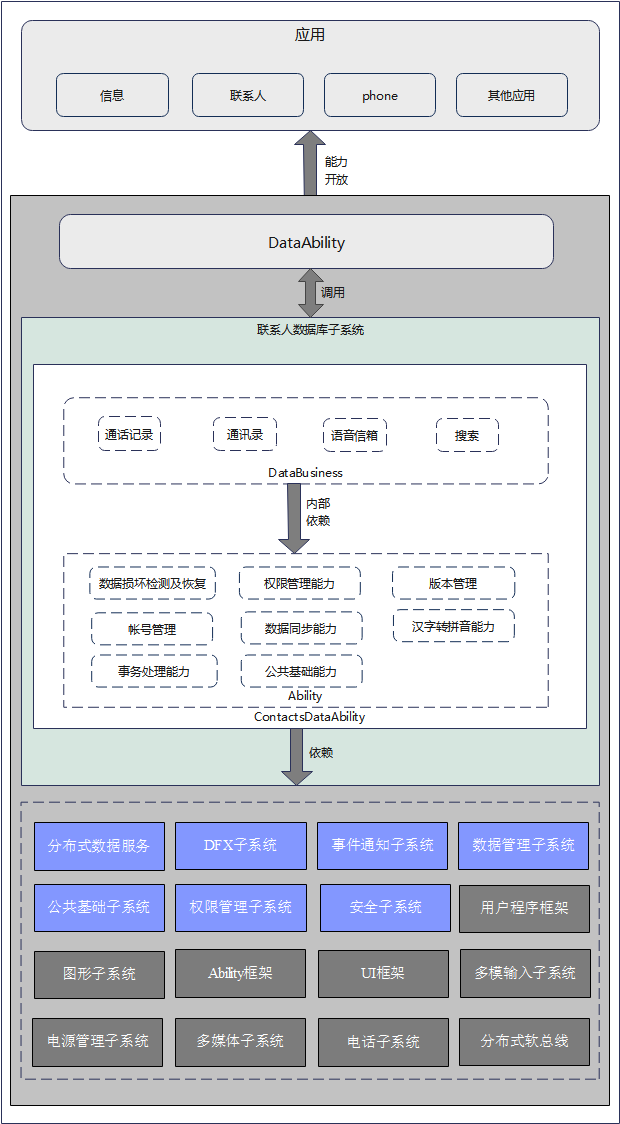 应用
信息
联系人
phone
其他应用
能力
开放
DataAbility
调用
联系人数据库子系统
通话记录
通讯录
语音信箱
搜索
DataBusiness
内部
依赖
数据损坏检测及恢复
权限管理能力
版本管理
帐号管理
数据同步能力
汉字转拼音能力
事务处理能力
公共基础能力
Ability
ContactsDataAbility
依赖
分布式数据服务
DFX子系统
事件通知子系统
数据管理子系统
公共基础子系统
权限管理子系统
安全子系统
用户程序框架
图形子系统
Ability框架
UI框架
多模输入子系统
电源管理子系统
多媒体子系统
电话子系统
分布式软总线